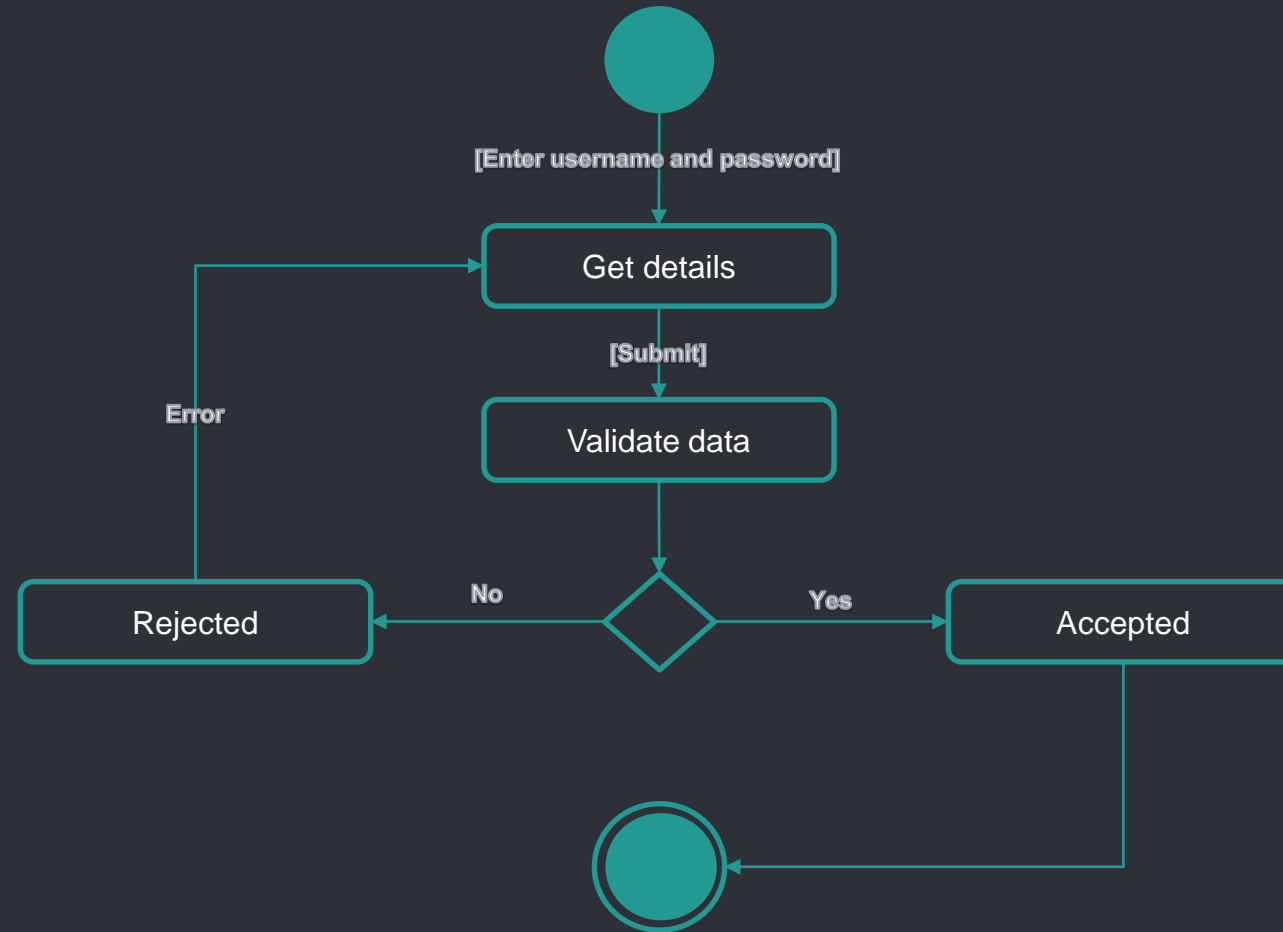 [Enter username and password]
Get details
[Submit]
Error
Validate data
No
Yes
Rejected
Accepted